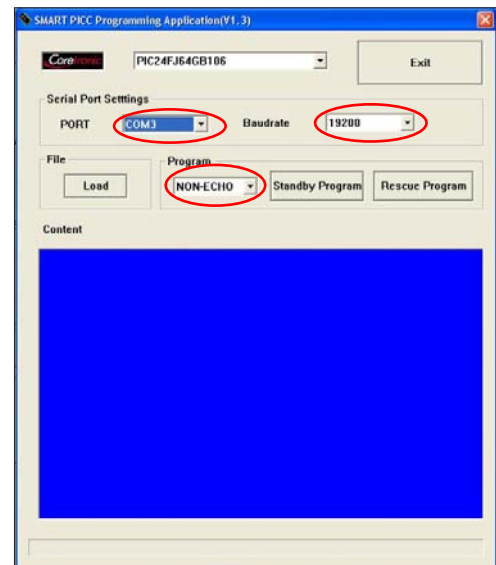 SMART PICC Programming Application(V1.3)
Coretronic PIC24FJ64GB106 Exit
Serial Port Setttings
PORT COM3 Baudrate 19200
File Program
Load NON-ECHO Standby Program Rescue Program
Content